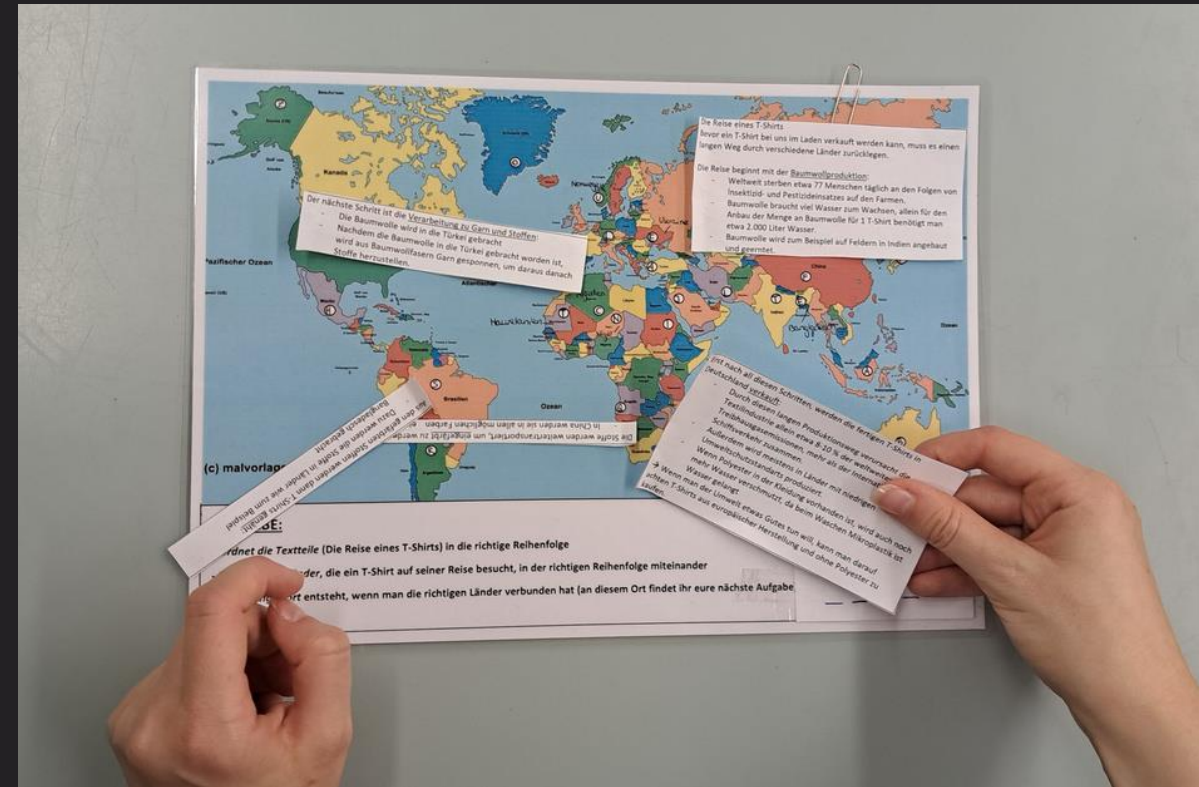 Die Reise eines T-Shirts
Bevor ein T-Shirt bei uns im Laden verkauft werden kann, muss es einen
langen Weg durch verschiedene Länder zurücklegen.
Die Reise beginnt mit der Baumwollproduktion:
- Weltweit sterben etwa 77 Menschen täglich an den Folgen von
Insektizid- und Pestizideinsatzes auf den Farmen.
- Baumwolle braucht viel Wasser zum Wachsen, allein für den
Anbau der Menge an Baumwolle für 1 T-Shirt benötigt man
etwa 2.000 Liter Wasser.
- Baumwolle wird zum Beispiel auf Feldern in Indien angebaut
und geerntet.
Der nächste Schritt ist die Verarbeitung zu Garn und Stoffen:
- Die Baumwolle wird in die Türkei gebracht
- Nachdem die Baumwolle in die Türkei gebracht worden ist,
wird aus Baumwollfasern Garn gesponnen, um daraus danach
Stoffe herzustellen.
Die Stoffe werden weitertransportiert, um eingefärbt zu werden
In China werden sie in allen möglichen Farben
den gefärbten Stoffen werden dann T-Shirts genäht:
Dazu werden die Stoffe in Länder wie zum Beispiel
Bangladesch gebracht
Erst nach all diesen Schritten, werden die fertigen T-Shirts in
Deutschland verkauft:
- Durch diesen langen Produktionsweg verursacht die
Textilindustrie allein etwa 8-10 % der weltweiten
Treibhausgasemissionen, mehr als der
Schiffsverkehr zusammen.
- Außerdem wird meistens in Länder mit niedrigen
Umweltschutzstandarts produziert.
- Wenn Polyester in der Kleidung vorhanden ist, wird auch noch
mehr Wasser verschmutzt, da beim Waschen Mikroplastik ist
Wasser gelangt.
→ Wenn man der Umwelt etwas Gutes tun will, kann man darauf
achten T-Shirts aus europäischer Herstellung und ohne Polyester zu
kaufen.
Kanada
Pazifischer Ozean
Norwegen
Ukraine
Algerien
Mauretanien
China
Indien
Bangladesch
Brasilien
Ozean
Argentinien
(c) malvorlage
die Textteile (Die Reise eines T-Shirts) in die richtige Reihenfolge
die ein T-Shirt auf seiner Reise besucht, in der richtigen Reihenfolge miteinander
entsteht, wenn man die richtigen Länder verbunden hat (an diesem Ort findet ihr eure nächste Aufgabe